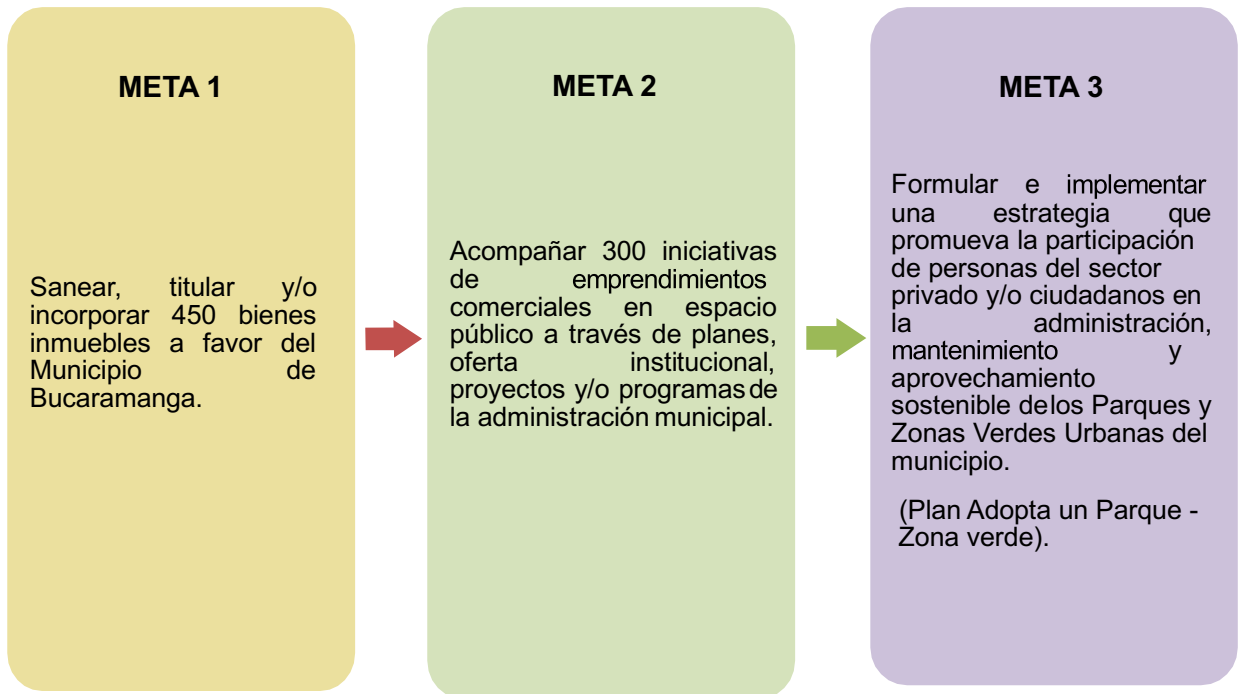 META 1
Sanear, titular y/o
incorporar 450 bienes
inmuebles a favor del
Municipio de
Bucaramanga.
META 2
Acompañar 300 iniciativas
de emprendimientos
comerciales en espacio
público a través de planes,
oferta institucional,
proyectos y/o programas de
la administración municipal.
META 3
Formular e implementar
una estrategia que
promueva la participación
de personas del sector
privado y/o ciudadanos en
la administración,
mantenimiento y
aprovechamiento
sostenible delos Parques y
Zonas Verdes Urbanas del
municipio.
(Plan Adopta un Parque -
Zona verde).